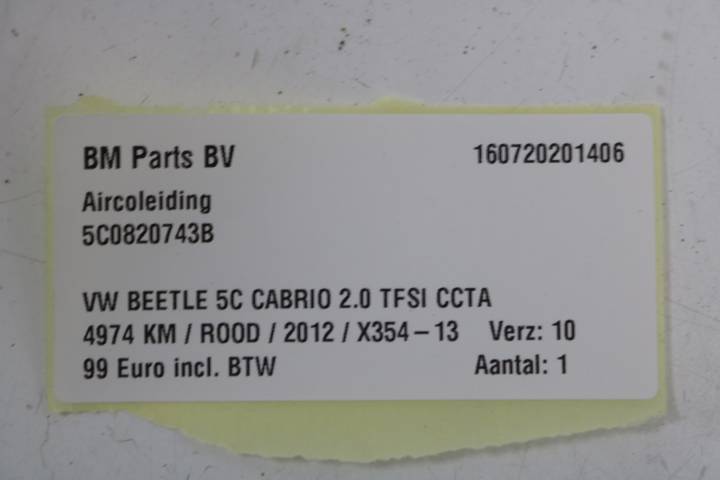 BM Parts BV 160720201406
Aircoleiding
5C0820743B
VW BEETLE 5C CABRIO 2.0 TFSI CCTA
4974 KM / ROOD / 2012 / X354-13 Verz: 10
99 Euro incl. BTW Aantal: 1